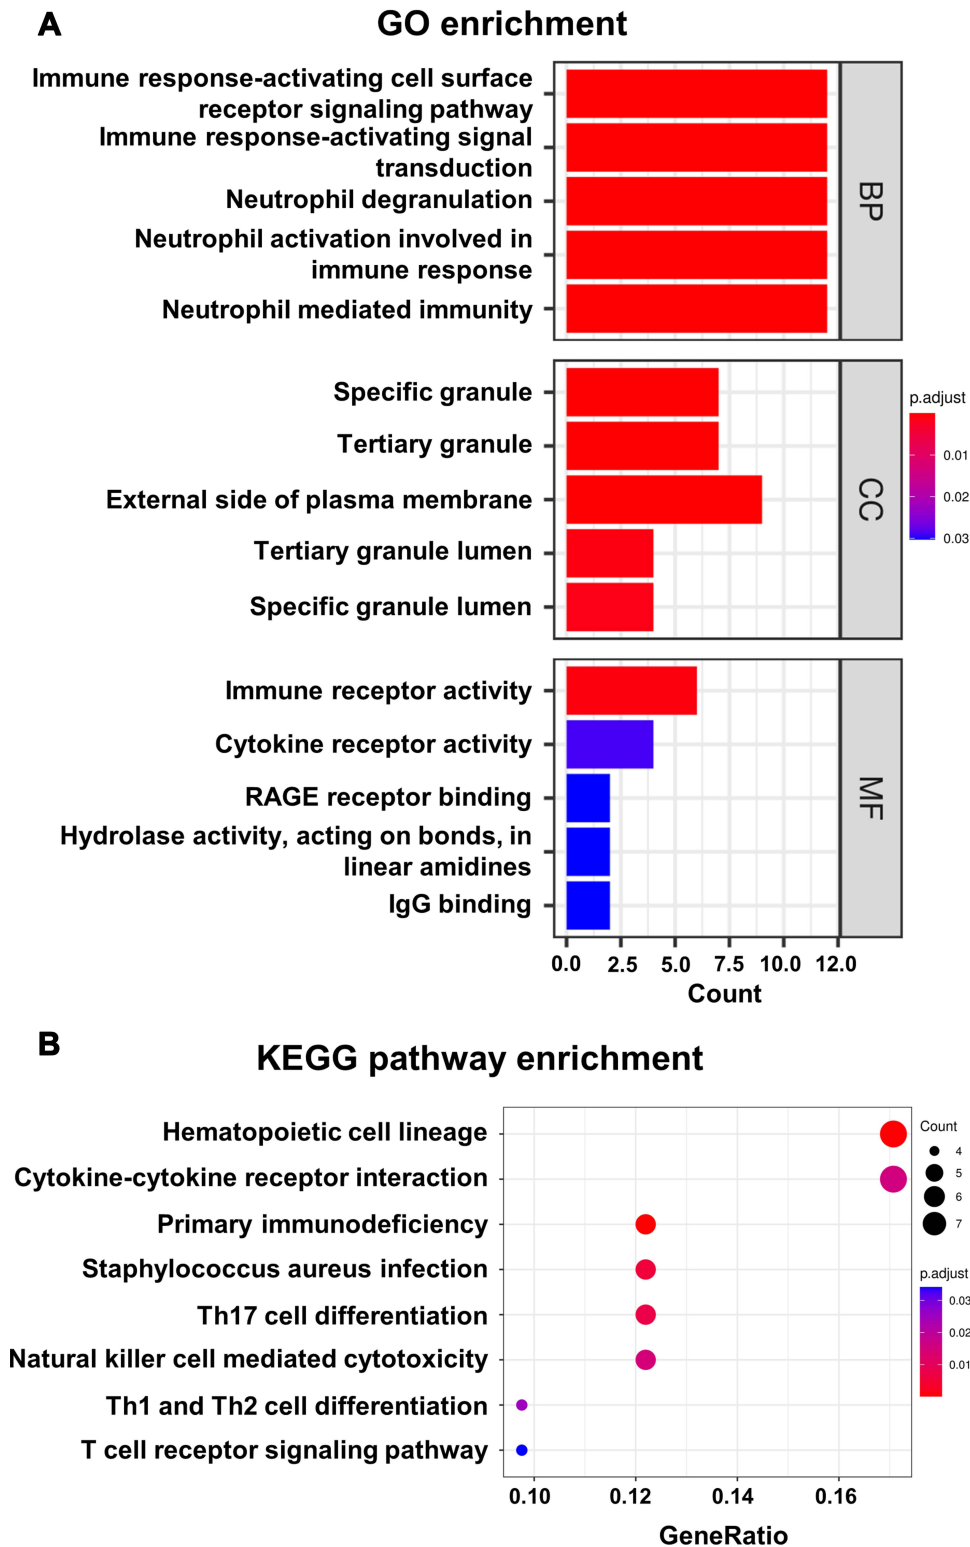 A
GO enrichment
Immune response-activating cell surface
receptor signaling pathway
Immune response-activating signal
transduction
Neutrophil degranulation
Neutrophil activation involved in
immune response
Neutrophil mediated immunity
BP
Specific granule
Tertiary granule
External side of plasma membrane
Tertiary granule lumen
Specific granule lumen
CC
p.adjust
0.01
0.02
0.03
Immune receptor activity
Cytokine receptor activity
RAGE receptor binding
Hydrolase activity, acting on bonds, in
linear amidines
IgG binding
MF
0.0 2.5 5.0 7.5 10.0 12.0
Count
B
KEGG pathway enrichment
Hematopoietic cell lineage
Cytokine-cytokine receptor interaction
Primary immunodeficiency
Staphylococcus aureus infection
Th17 cell differentiation
Natural killer cell mediated cytotoxicity
Th1 and Th2 cell differentiation
T cell receptor signaling pathway
Count
4
5
6
7
p.adjust
0.03
0.02
0.01
0.10 0.12 0.14 0.16
GeneRatio